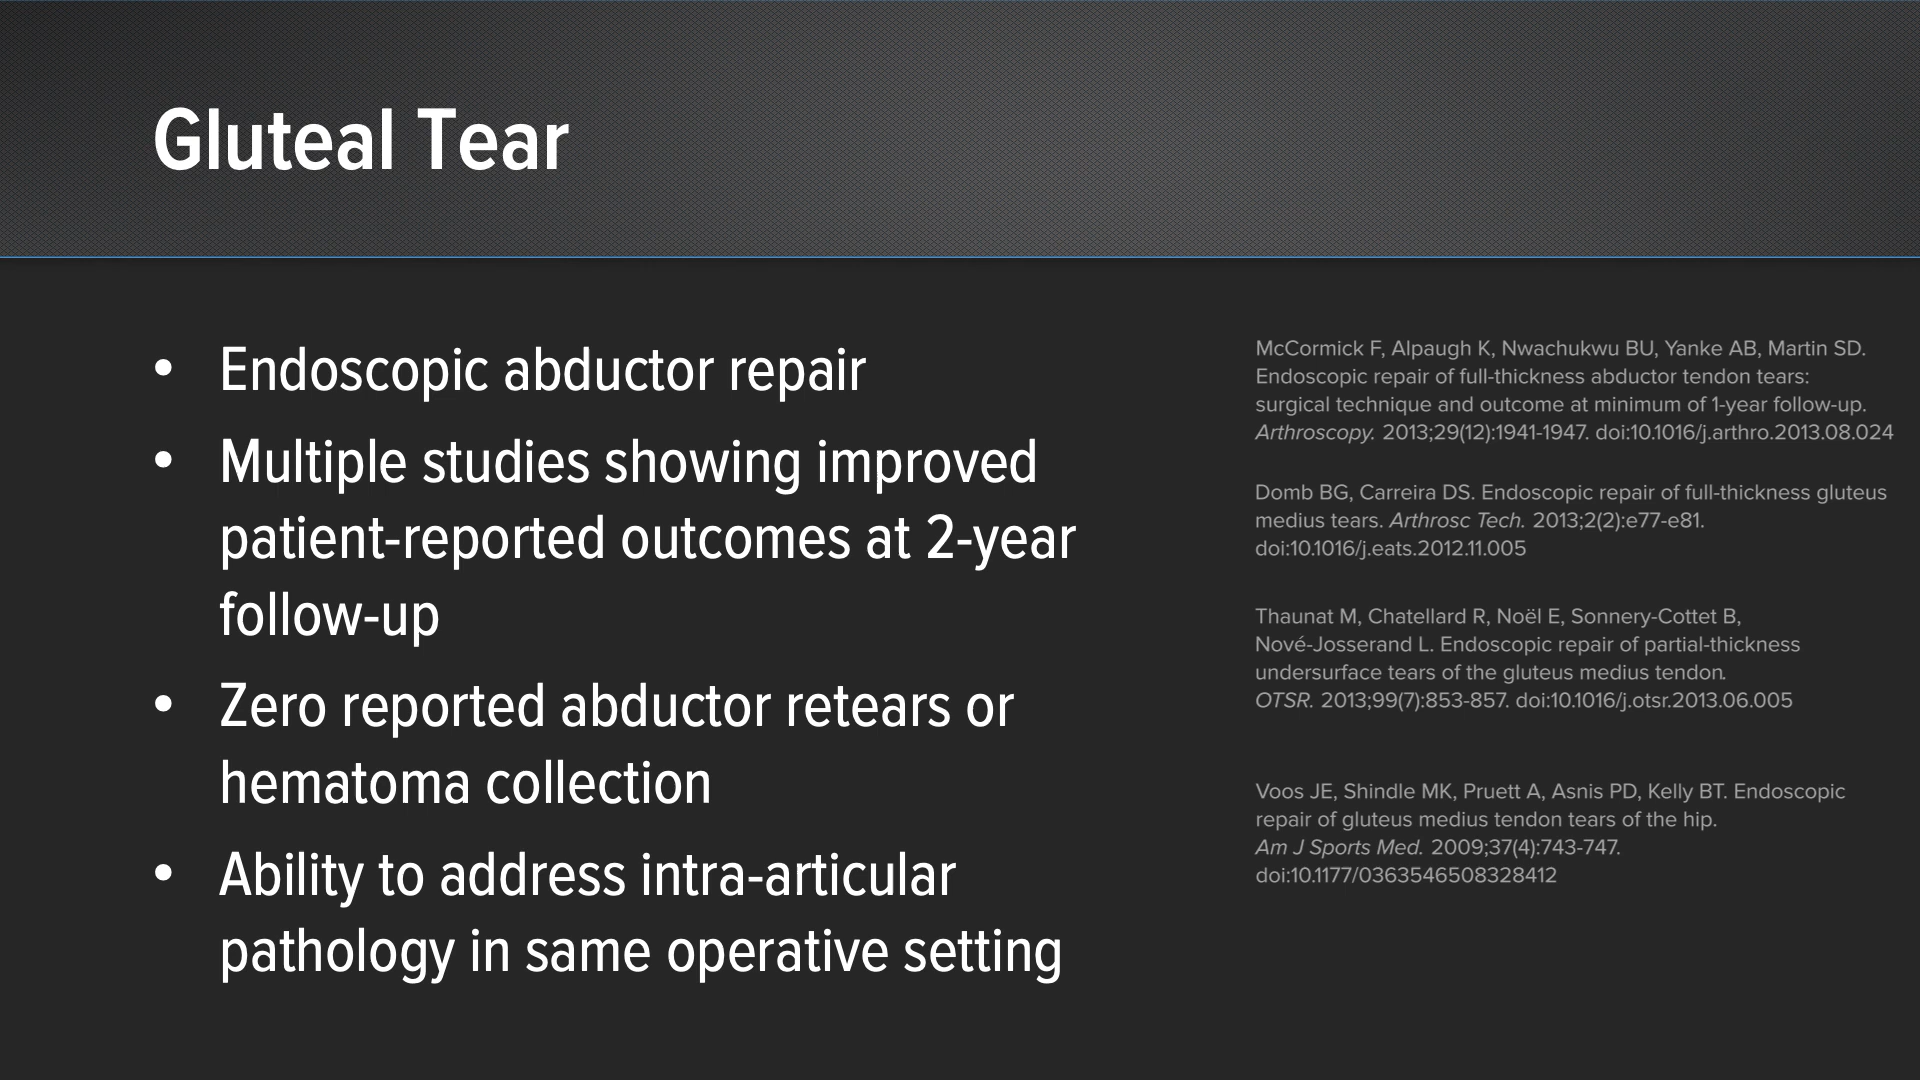 Gluteal Tear
• Endoscopic abductor repair
• Multiple studies showing improved
patient-reported outcomes at 2-year
follow-up
• Zero reported abductor retears or
hematoma collection
• Ability to address intra-articular
pathology in same operative setting
McCormick F, Alpaugh K, Nwachukwu BU, Yanke AB, Martin SD.
Endoscopic repair of full-thickness abductor tendon tears:
surgical technique and outcome at minimum of 1-year follow-up.
Arthroscopy. 2013;29(12):1941-1947. doi:10.1016/j.arthro.2013.08.024
Domb BG, Carreira DS. Endoscopic repair of full-thickness gluteus
medius tears. Arthrosc Tech. 2013;2(2):e77-e81.
doi:10.1016/j.eats.2012.11.005
Thaunat M, Chatellard R, Noël E, Sonnery-Cottet B,
Nové-Josserand L. Endoscopic repair of partial-thickness
undersurface tears of the gluteus medius tendon.
OTSR. 2013;99(7):853-857. doi:10.1016/j.otsr.2013.06.005
Voos JE, Shindle MK, Pruett A, Asnis PD, Kelly BT. Endoscopic
repair of gluteus medius tendon tears of the hip.
Am J Sports Med. 2009;37(4):743-747.
doi:10.1177/0363546508328412